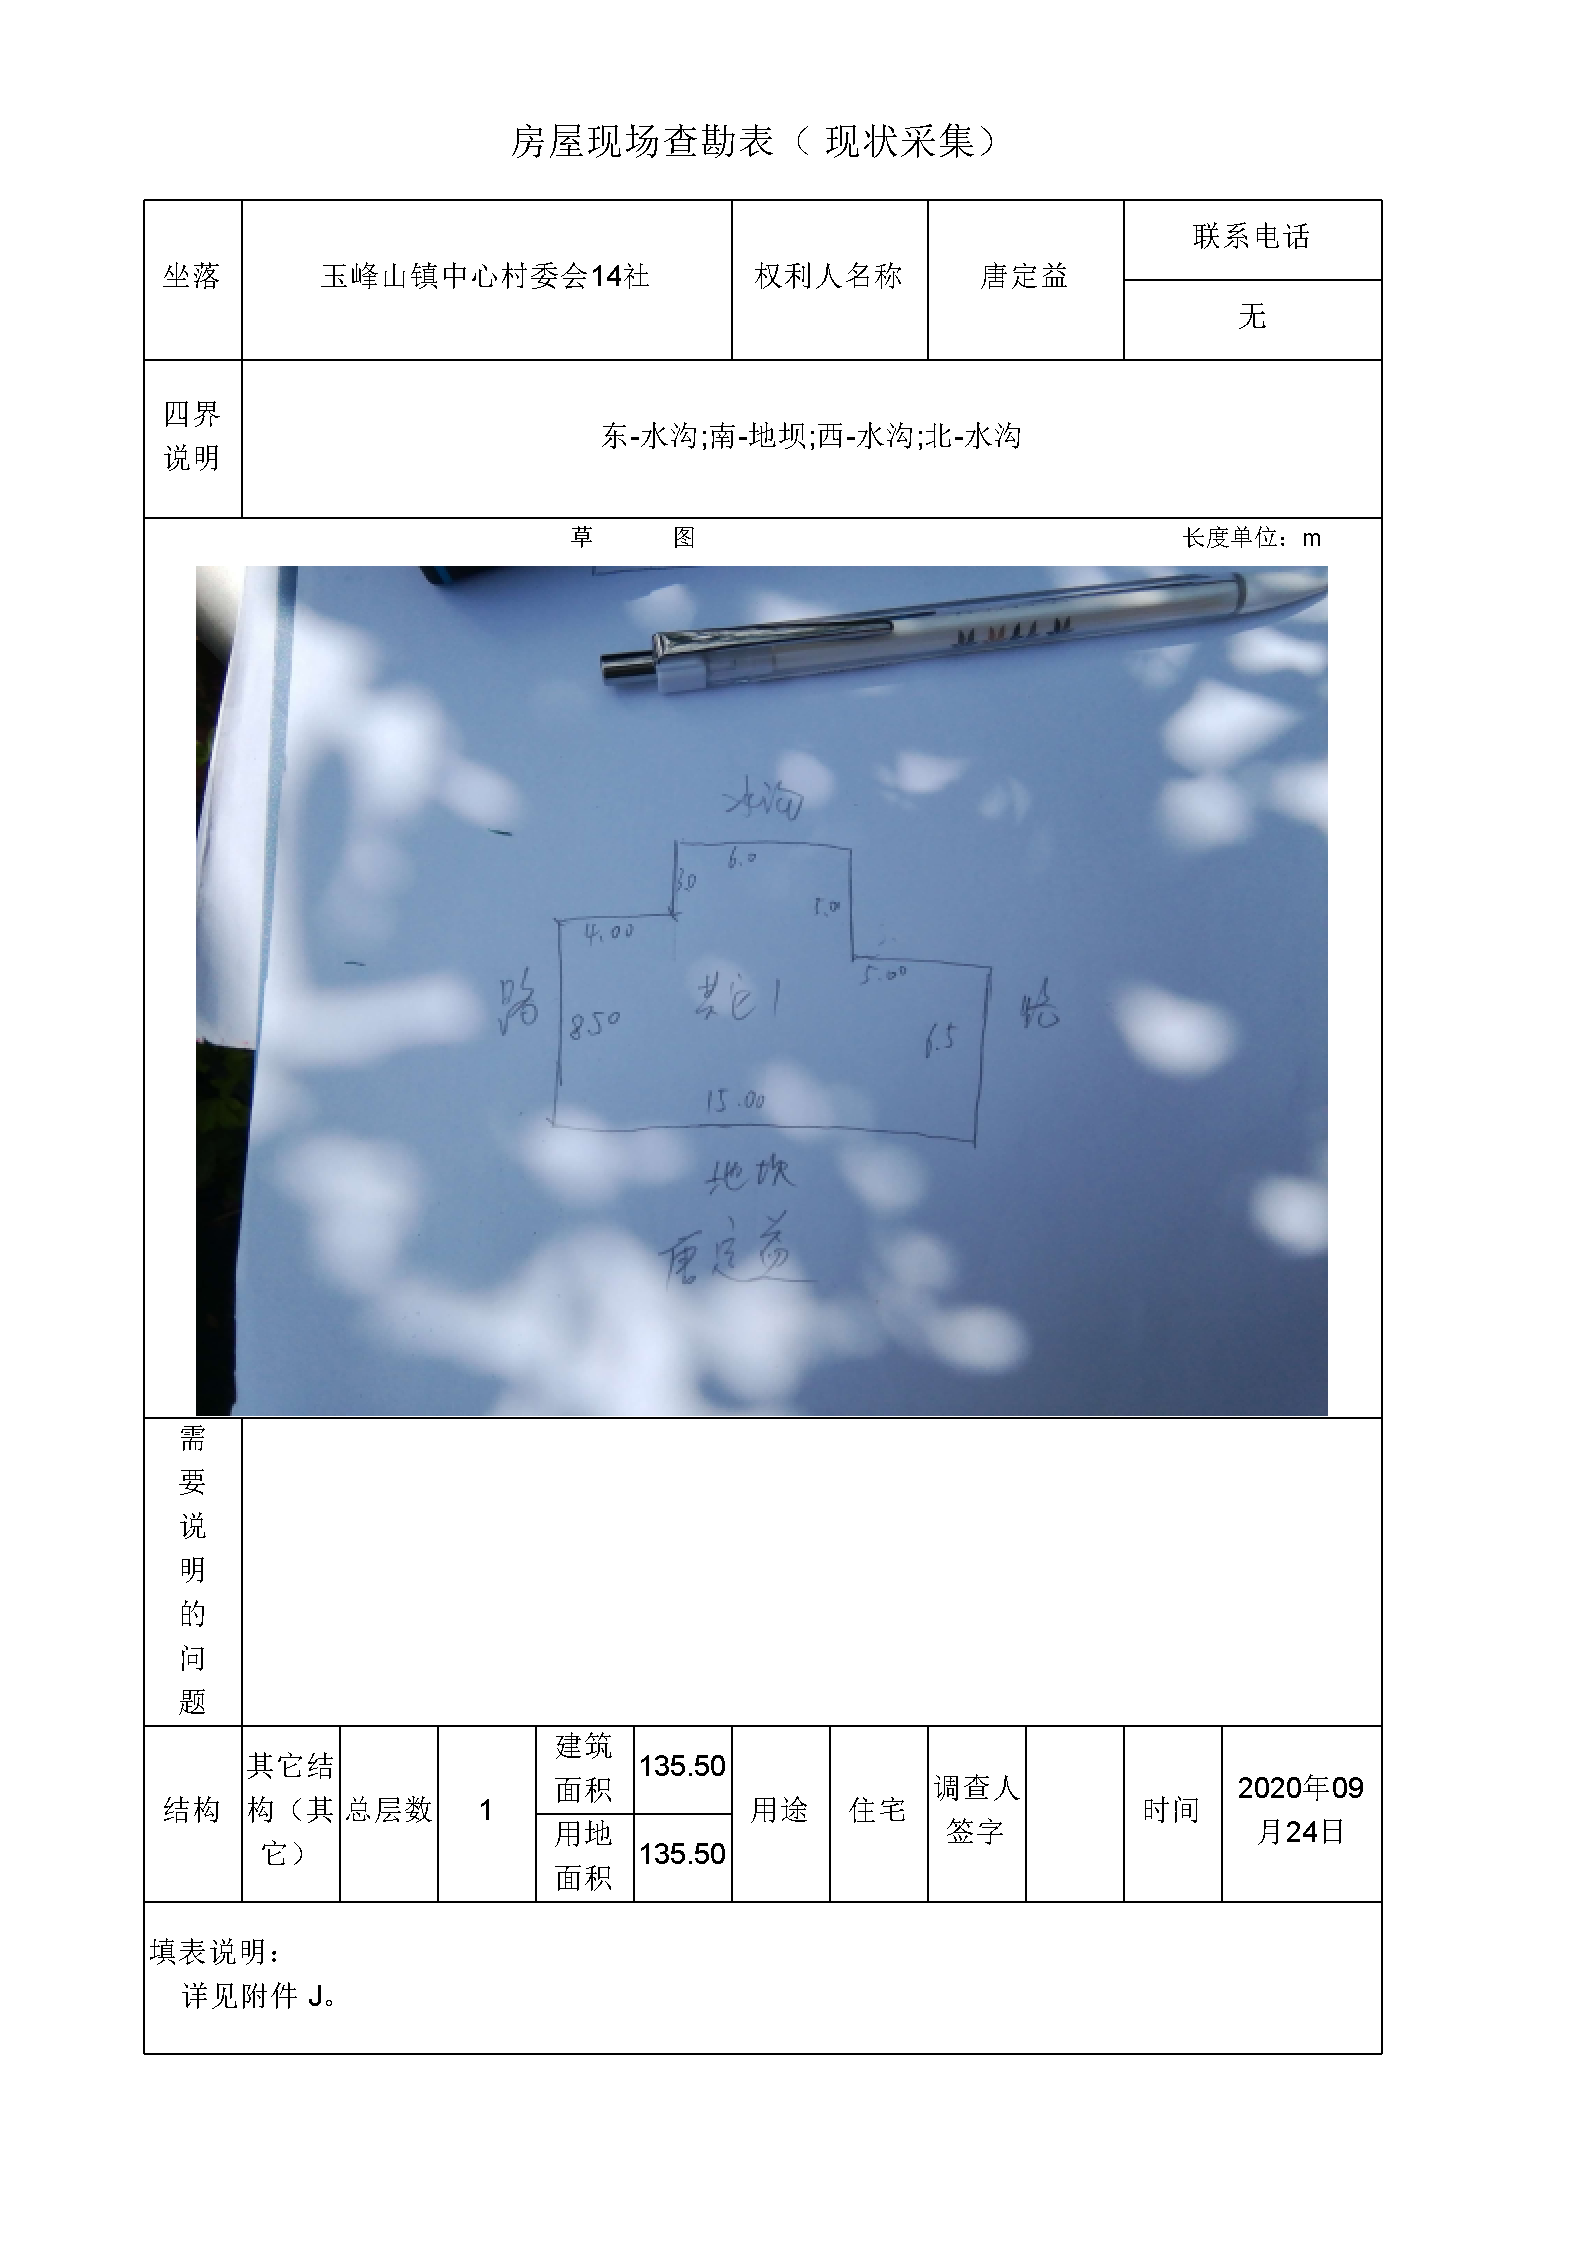 房屋现场查勘表（ 现状采集）
坐落
玉峰山镇中心村委会14社
权利人名称
唐定益
联系电话
无
四界
说明
东-水沟;南-地坝;西-水沟;北-水沟
草 图
长度单位：m
水沟
6.0
3.0
5.00
4.00
5.00
路
8.50
其它1
6.5
路
15.00
地坎
唐定益
需
要
说
明
的
问
题
结构
其它结
构（其
它）
总层数
1
建筑
面积
135.50
用地
面积
135.50
用途
住宅
调查人
签字
时间
2020年09
月24日
填表说明：
详见附件 J。